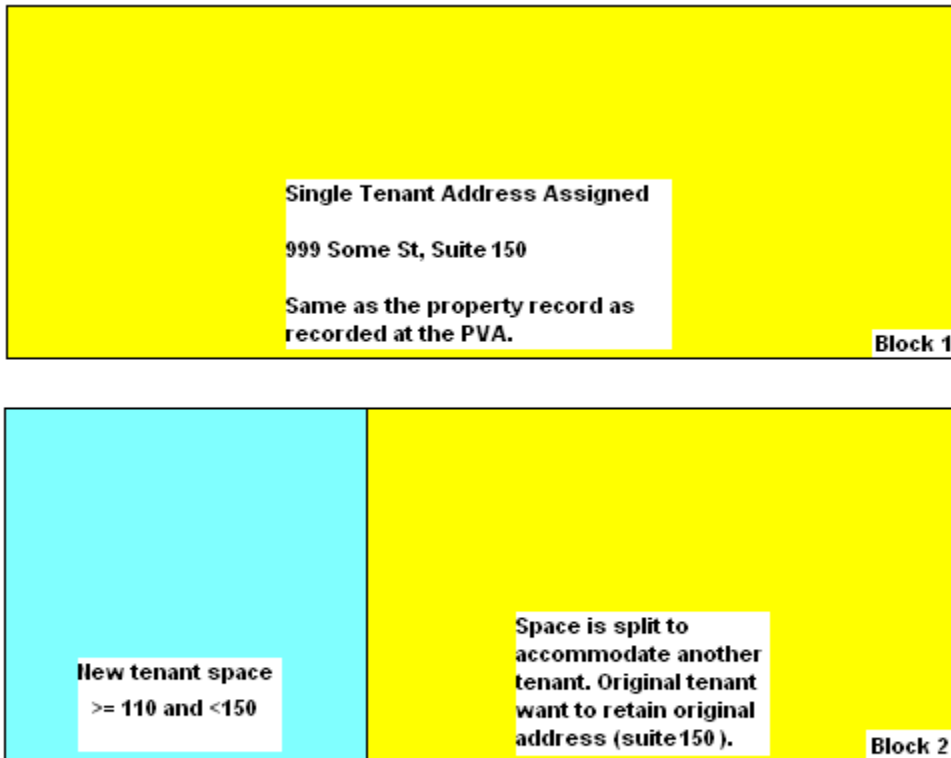 Single Tenant Address Assigned
999 Some St, Suite 150
Same as the property record as
recorded at the PVA.
Block 1
New tenant space
>= 110 and <150
Space is split to
accommodate another
tenant. Original tenant
want to retain original
address (suite150 ).
Block 2